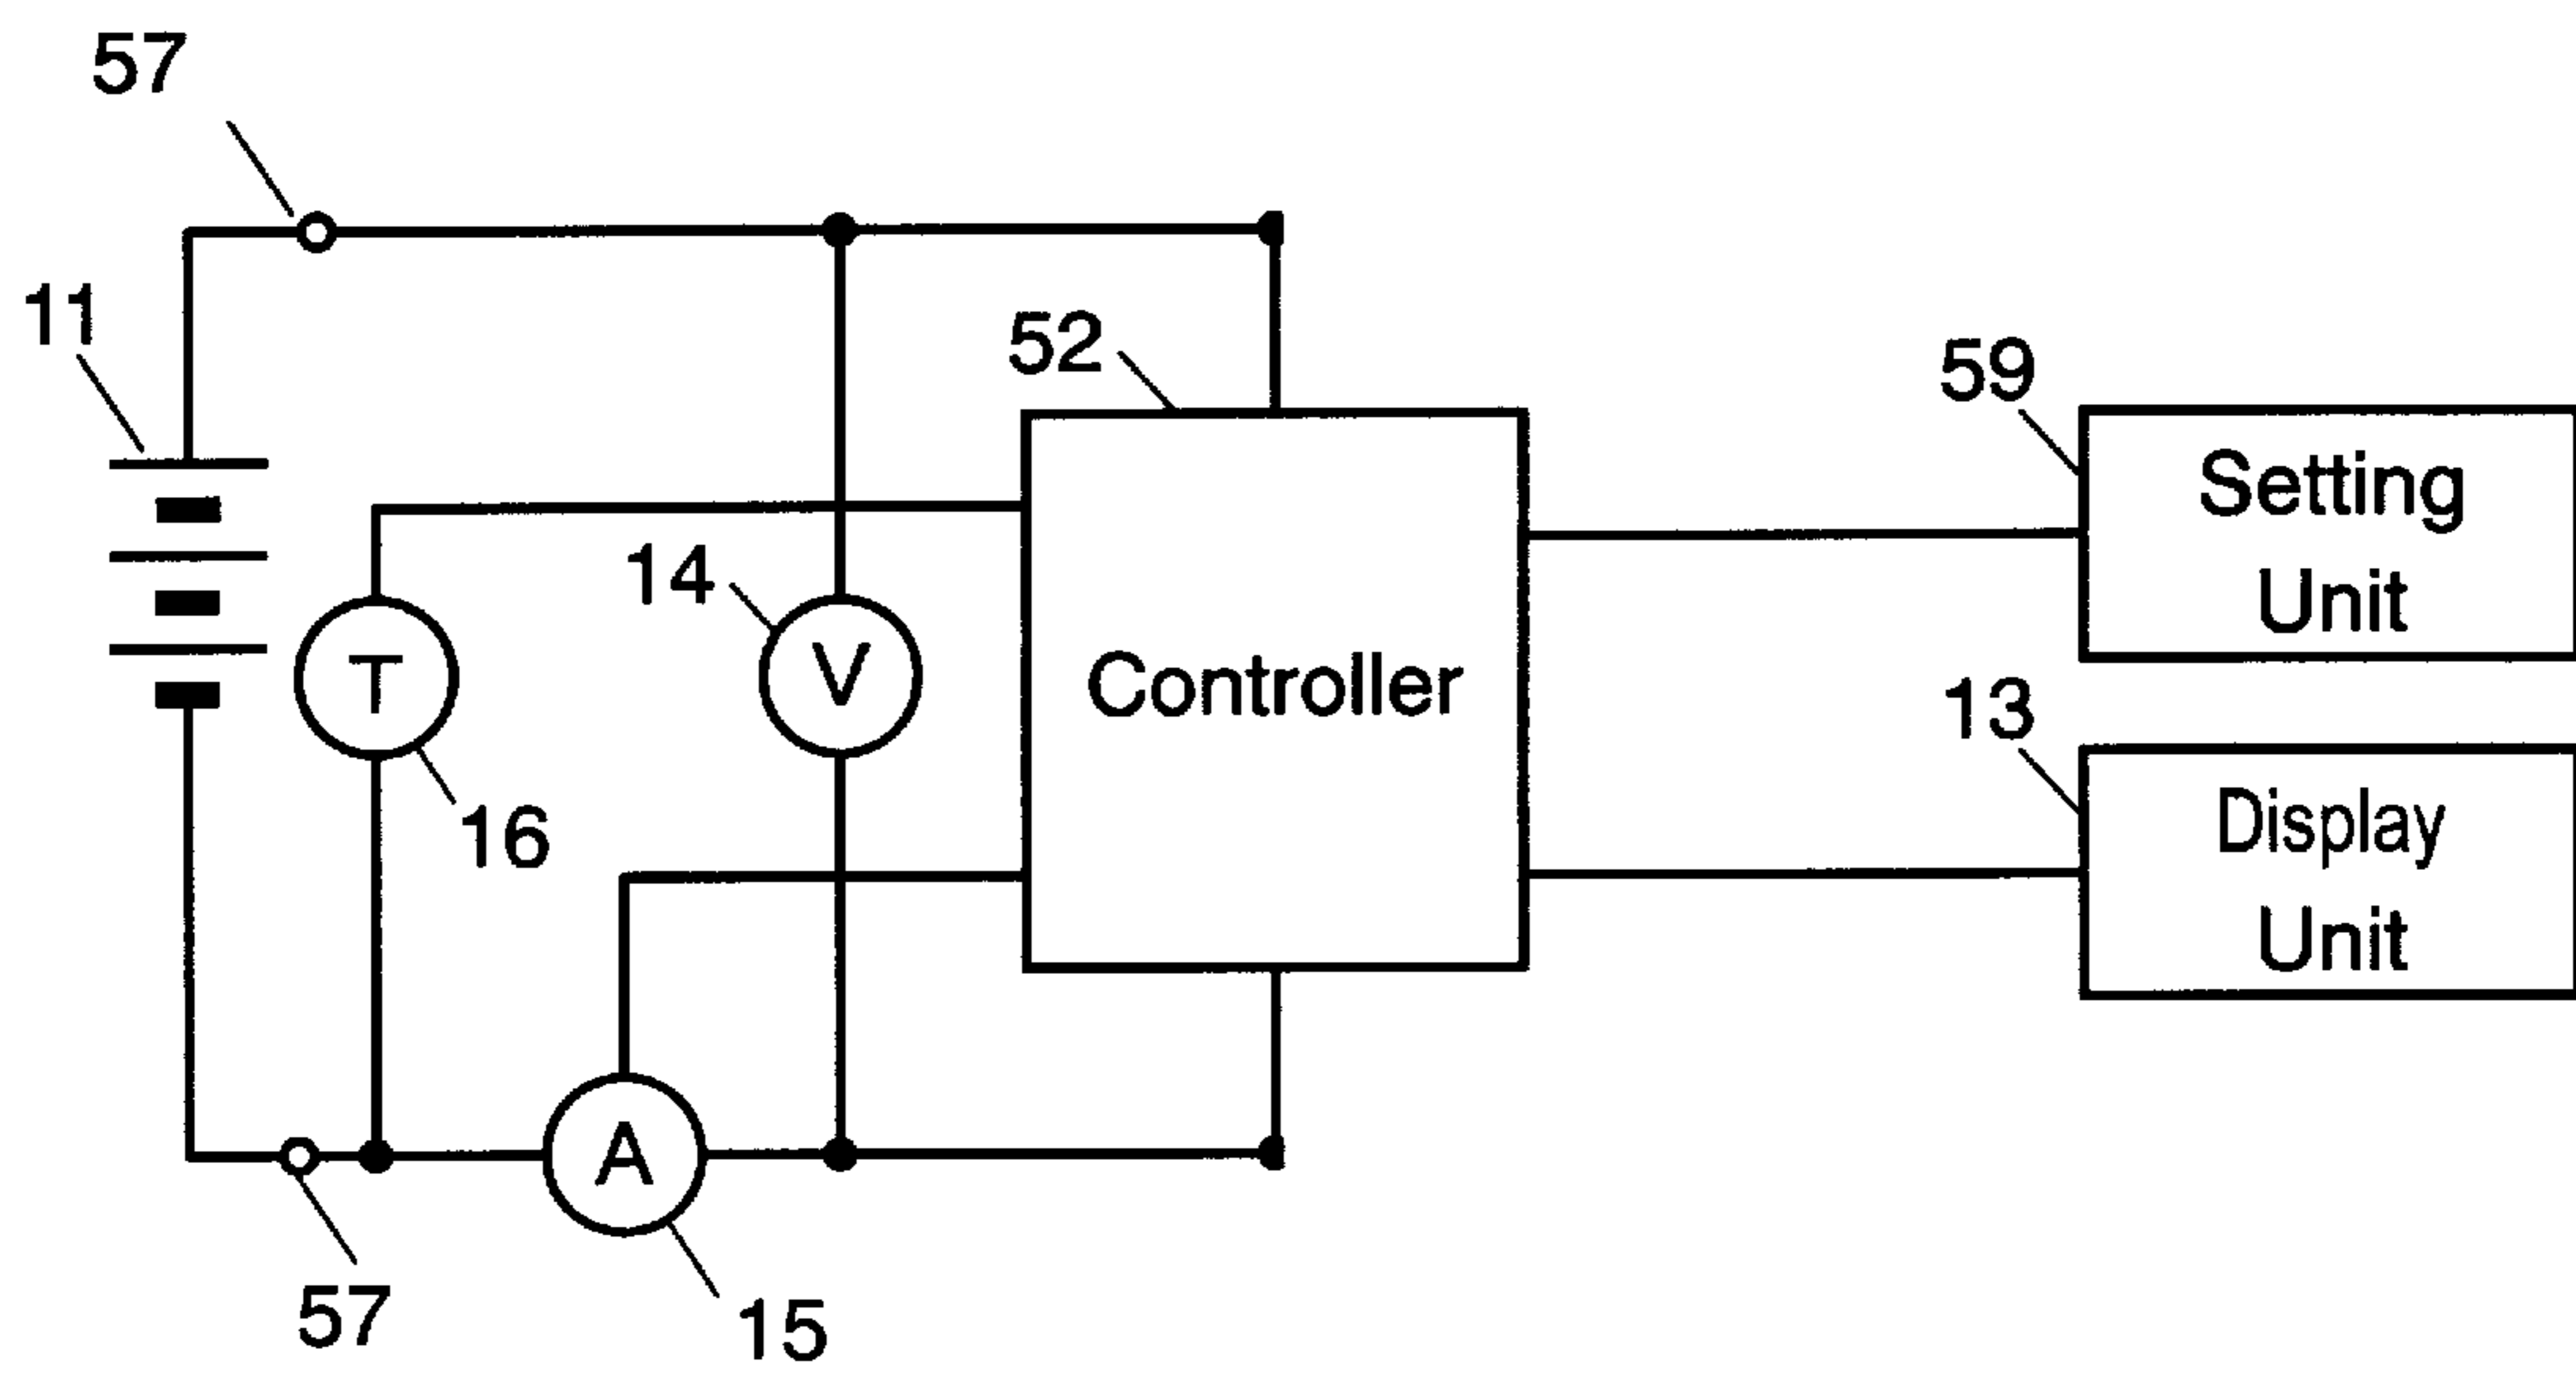 57
11
52
59
Setting
Unit
14
T
V
Controller
13
16
Display
Unit
A
57
15